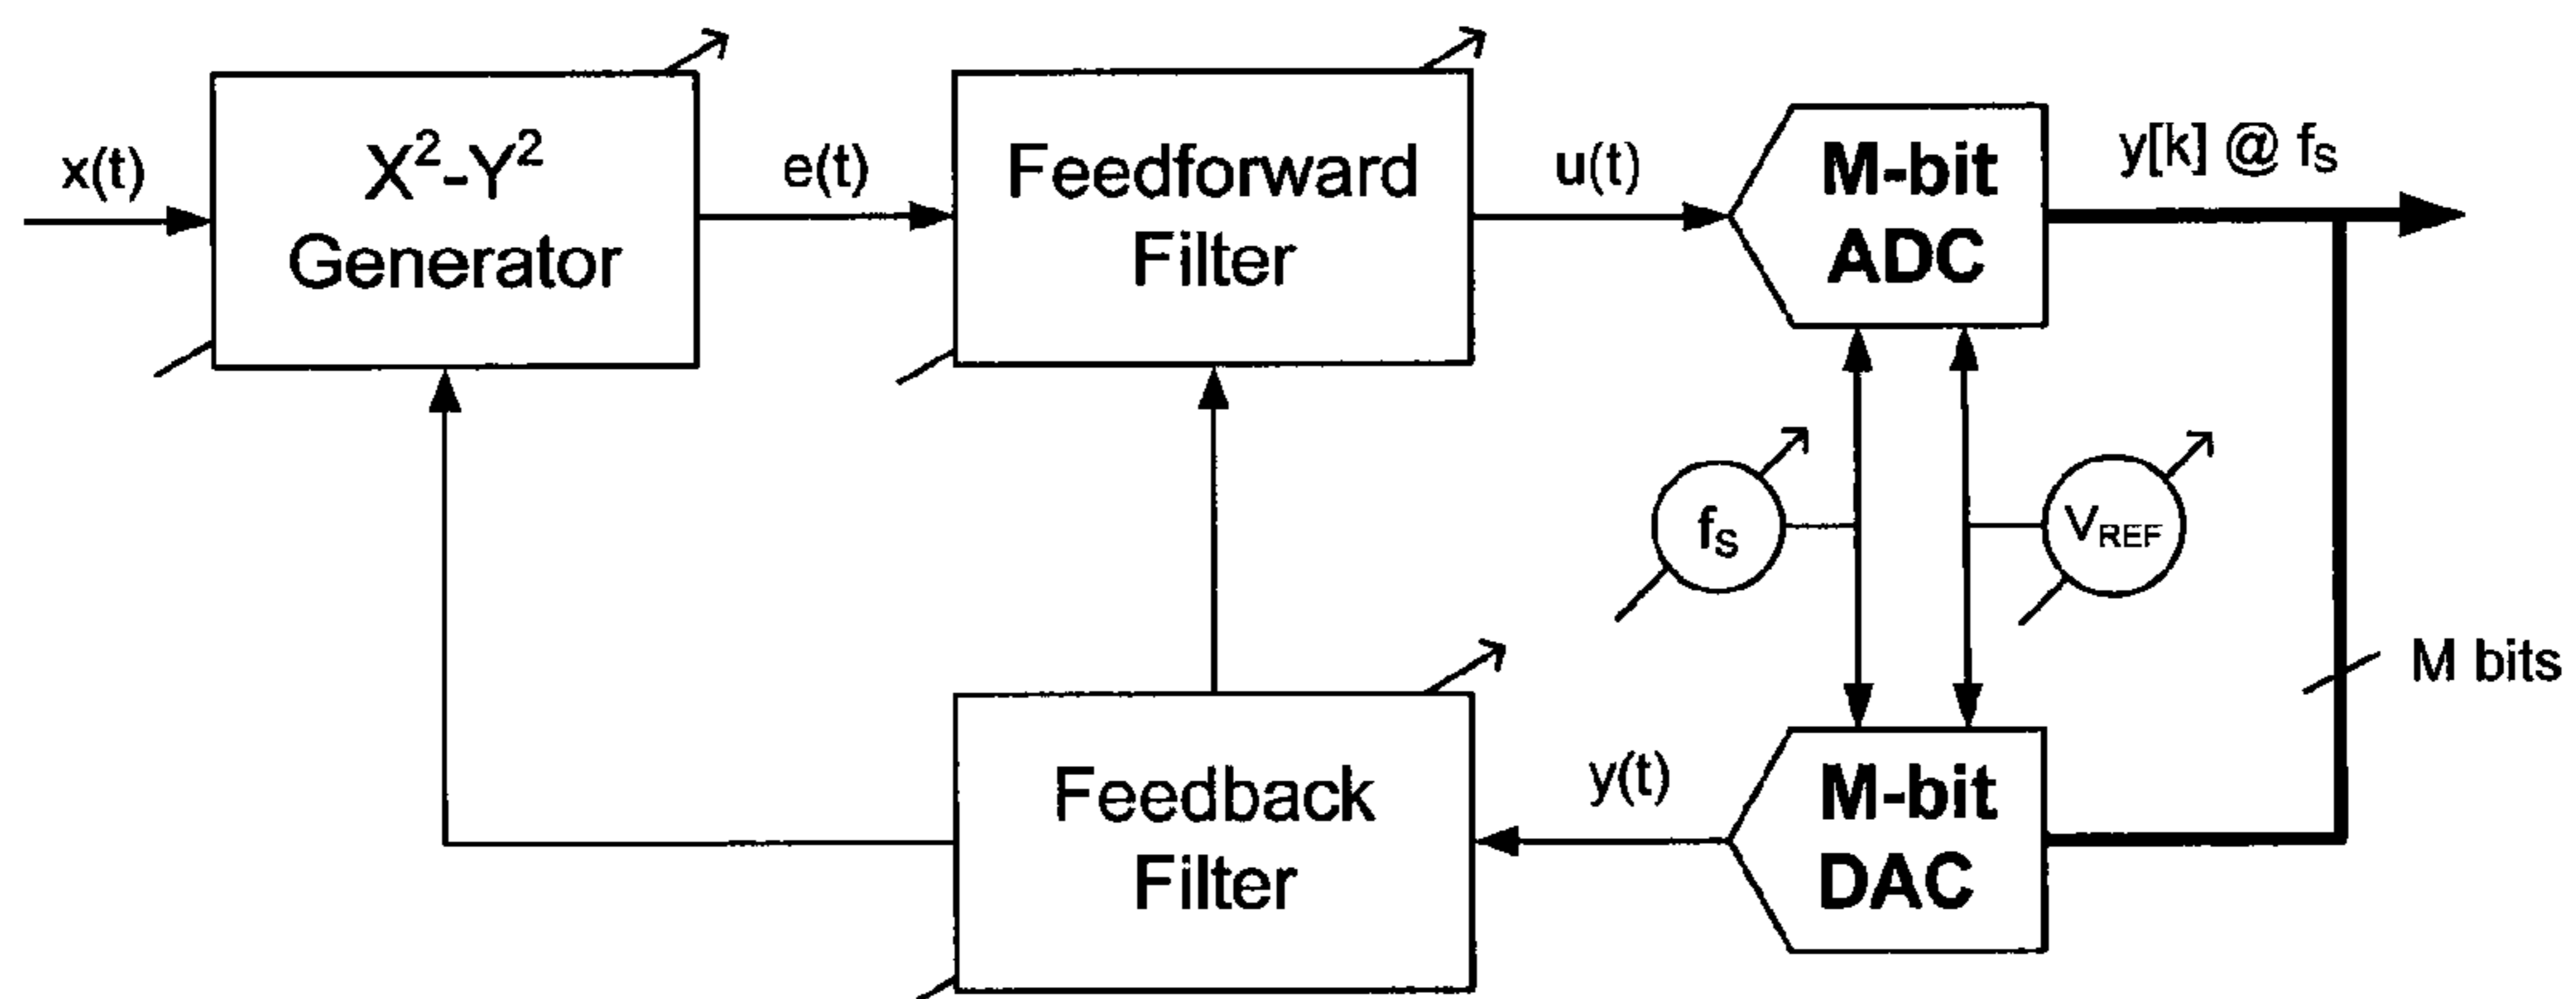 x(t)
X²-Y²
Generator
e(t)
Feedforward
Filter
u(t)
M-bit
ADC
y[k] @ fS
fS
VREF
M bits
Feedback
Filter
y(t)
M-bit
DAC